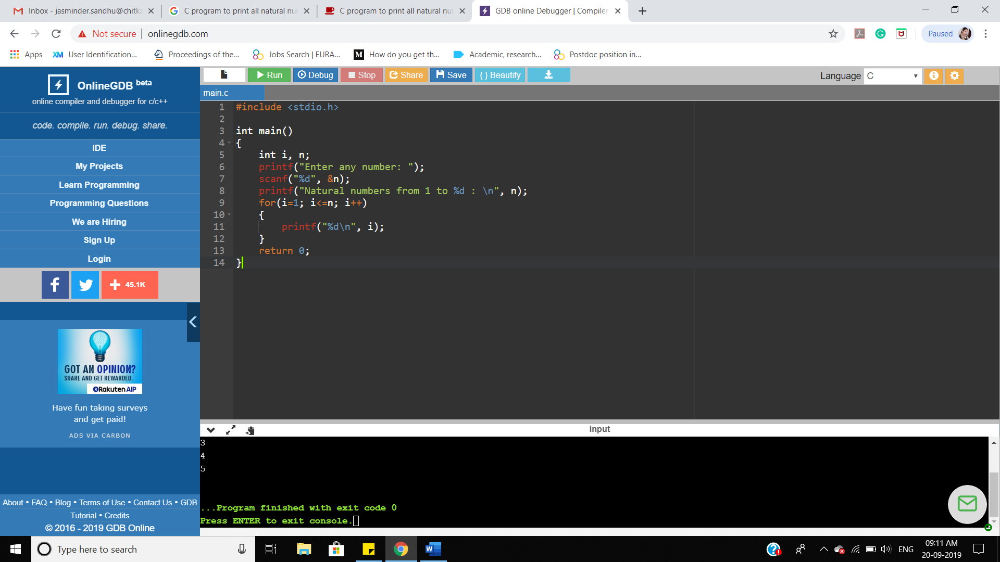 Inbox - jasminder.sandhu@chitka
C program to print all natural nu
C program to print all natural nu
GDB online Debugger | Compiler
Not secure | onlinegdb.com
Paused
Apps
XM User Identification...
Proceedings of the...
Jobs Search | EURA...
M How do you get th...
Academic, research...
Postdoc position in...
OnlineGDB beta
online compiler and debugger for c/c++
code. compile. run. debug. share.
IDE
My Projects
Learn Programming
Programming Questions
We are Hiring
Sign Up
Login
45.1K
GOT AN OPINION?
SHARE AND GET REWARDED.
Rakuten AIP
Have fun taking surveys
and get paid!
ADS VIA CARBON
About • FAQ • Blog • Terms of Use • Contact Us • GDB
Tutorial • Credits
© 2016 - 2019 GDB Online
Run Debug Stop Share Save { } Beautify
Language C
main.c
1 #include <stdio.h>
2
3 int main()
4 {
5 int i, n;
6 printf("Enter any number: ");
7 scanf("%d", &n);
8 printf("Natural numbers from 1 to %d : \n", n);
9 for(i=1; i<=n; i++)
10 {
11 printf("%d\n", i);
12 }
13 return 0;
14 }
input
3
4
5
...Program finished with exit code 0
Press ENTER to exit console.
Type here to search
ENG
09:11 AM
20-09-2019